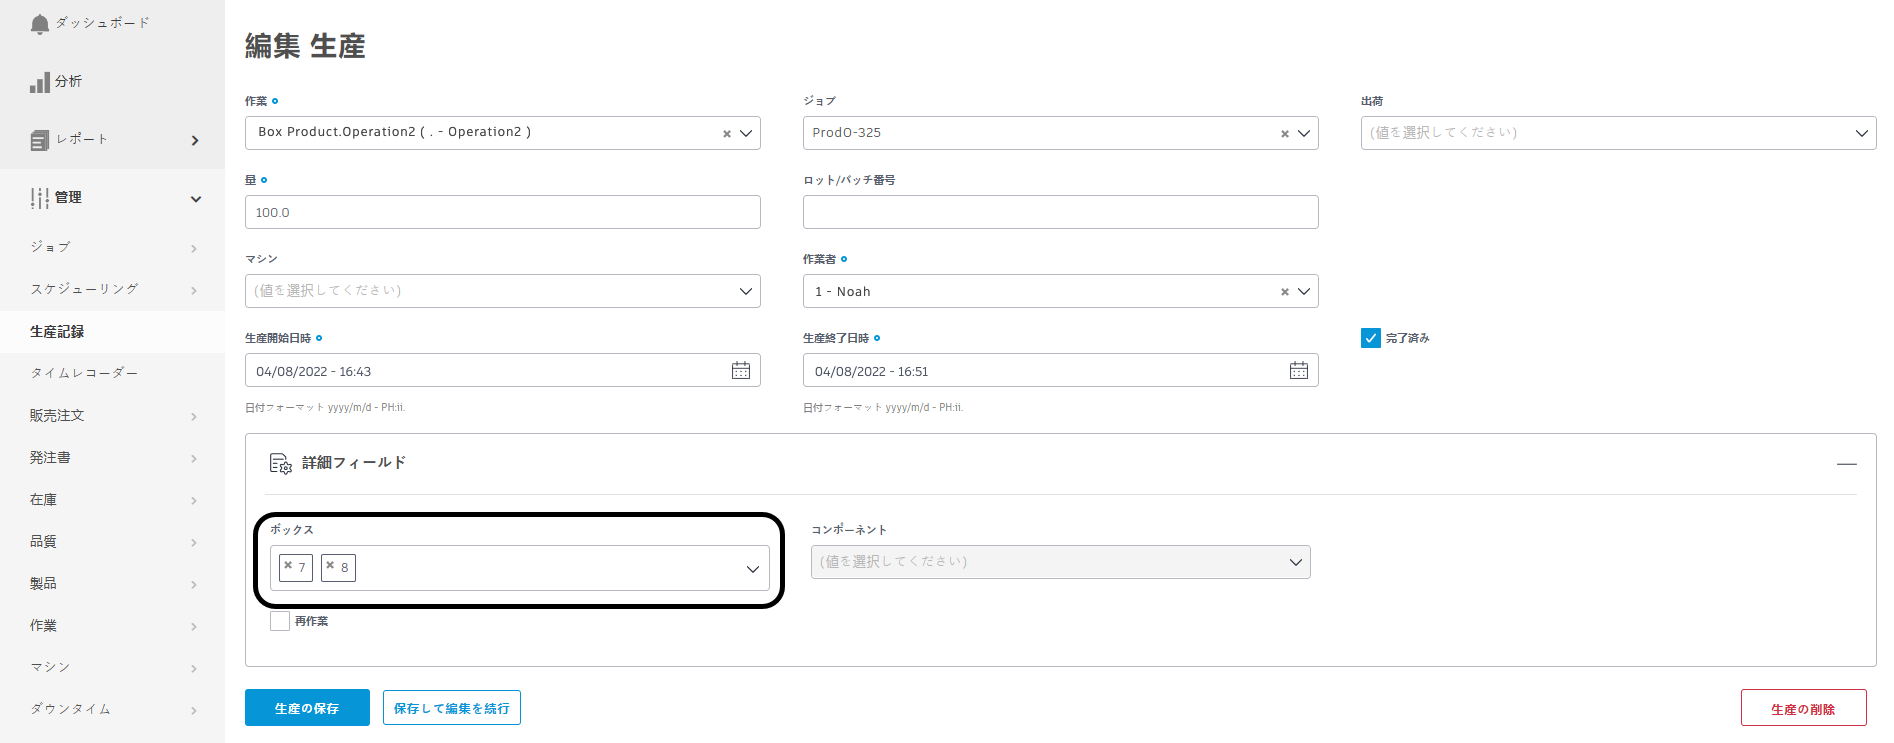 ダッシュボード
分析
レポート
管理
ジョブ
スケジューリング
生産記録
タイムレコーダー
販売注文
発注書
在庫
品質
製品
作業
マシン
ダウンタイム
編集 生産
作業
Box Product.Operation2 ( . - Operation2 )
ジョブ
ProdO-325
出荷
(値を選択してください)
量
100.0
ロット/バッチ番号
マシン
(値を選択してください)
作業者
1 - Noah
生産開始日時
04/08/2022 - 16:43
日付フォーマット yyyy/m/d - PH:ii.
生産終了日時
04/08/2022 - 16:51
日付フォーマット yyyy/m/d - PH:ii.
完了済み
詳細フィールド
ボックス
× 7 × 8
コンポーネント
(値を選択してください)
再作業
生産の保存
保存して編集を続行
生産の削除